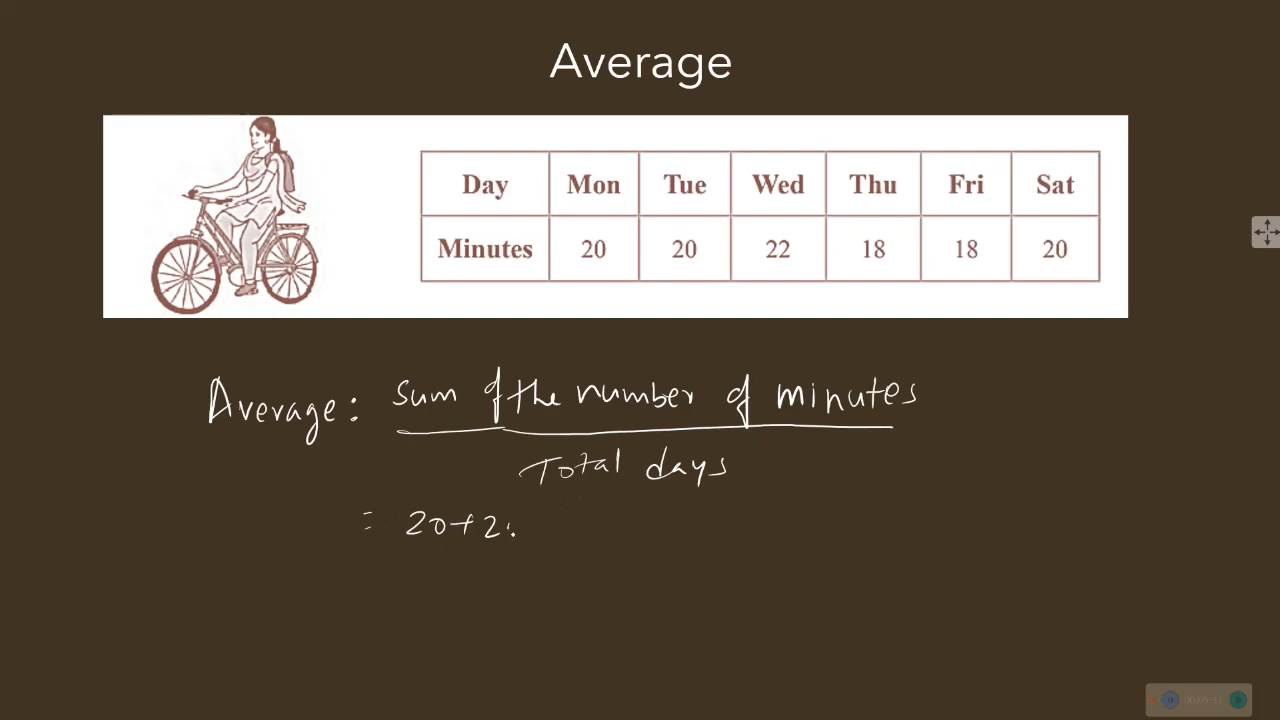 Average
Day Mon Tue Wed Thu Fri Sat
Minutes 20 20 22 18 18 20
Average: sum of the number of minutes
Total days
= 20+2